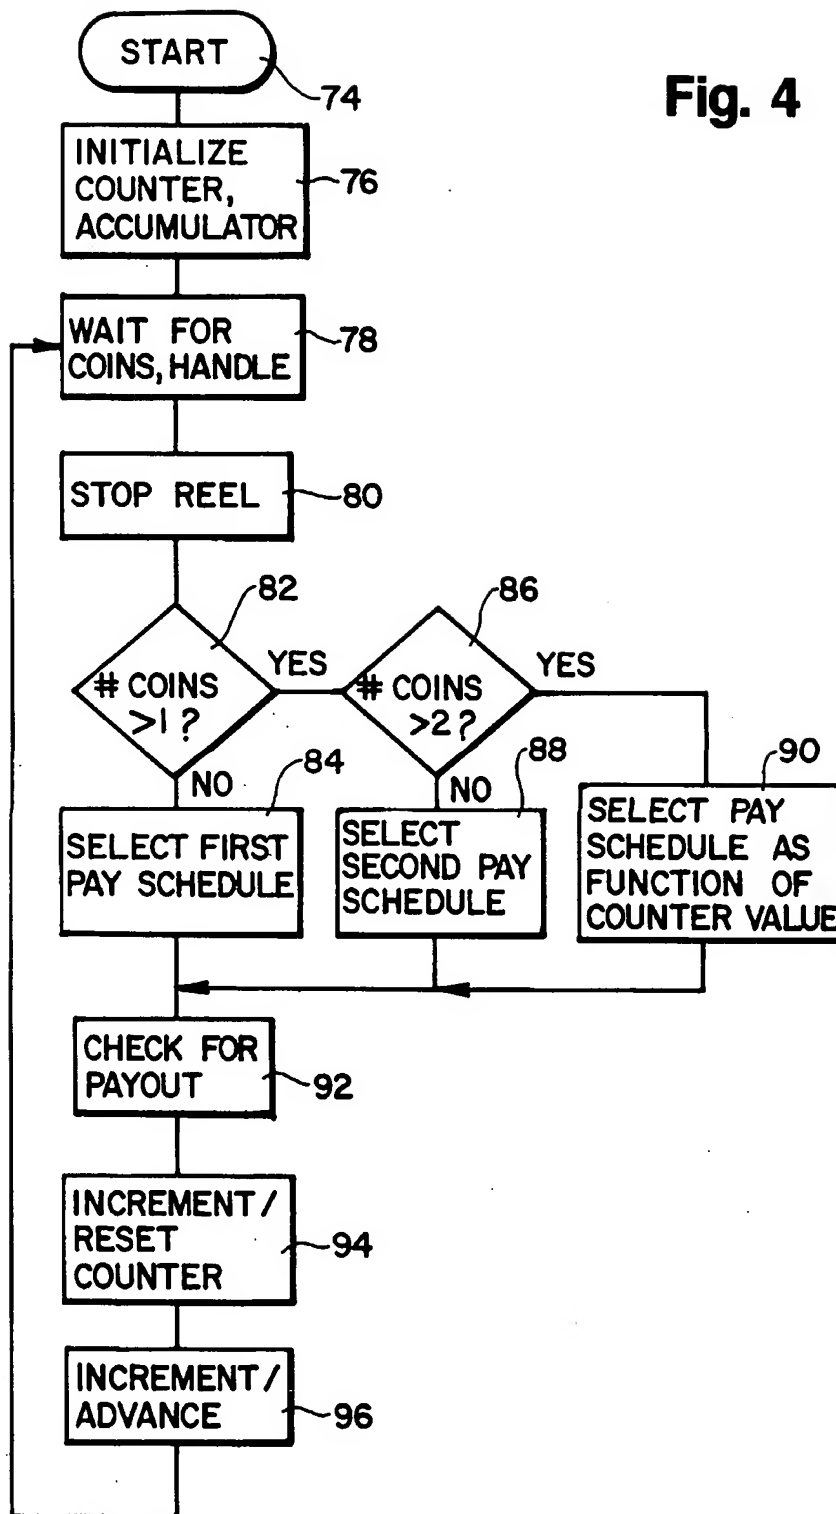 START
74
Fig. 4
INITIALIZE
COUNTER,
ACCUMULATOR
76
WAIT FOR
COINS, HANDLE
78
STOP REEL
80
82
86
# COINS
>1?
YES
# COINS
>2?
YES
NO
84
NO
88
90
SELECT FIRST
PAY SCHEDULE
SELECT
SECOND PAY
SCHEDULE
SELECT PAY
SCHEDULE AS
FUNCTION OF
COUNTER VALUE
CHECK FOR
PAYOUT
92
INCREMENT/
RESET
COUNTER
94
INCREMENT/
ADVANCE
96